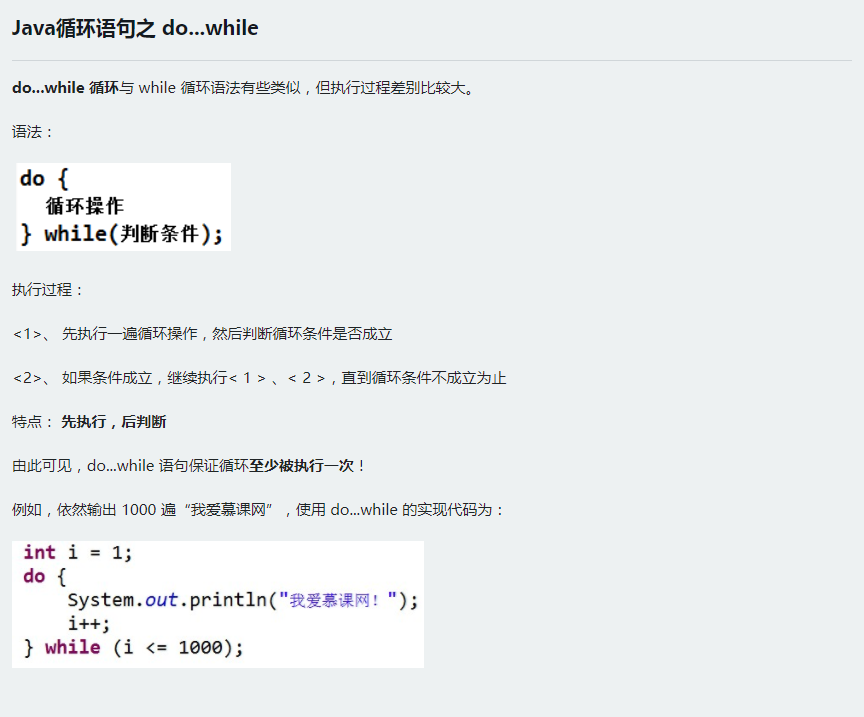 Java循环语句之 do...while
do...while 循环与 while 循环语法有些类似，但执行过程差别比较大。
语法：
do {
循环操作
} while(判断条件);
执行过程：
<1>、 先执行一遍循环操作，然后判断循环条件是否成立
<2>、 如果条件成立，继续执行< 1 > 、< 2 >，直到循环条件不成立为止
特点： 先执行，后判断
由此可见，do...while 语句保证循环至少被执行一次！
例如，依然输出 1000 遍 “我爱慕课网” ，使用 do...while 的实现代码为：
int i = 1;
do {
System.out.println("我爱慕课网！");
i++;
} while (i <= 1000);